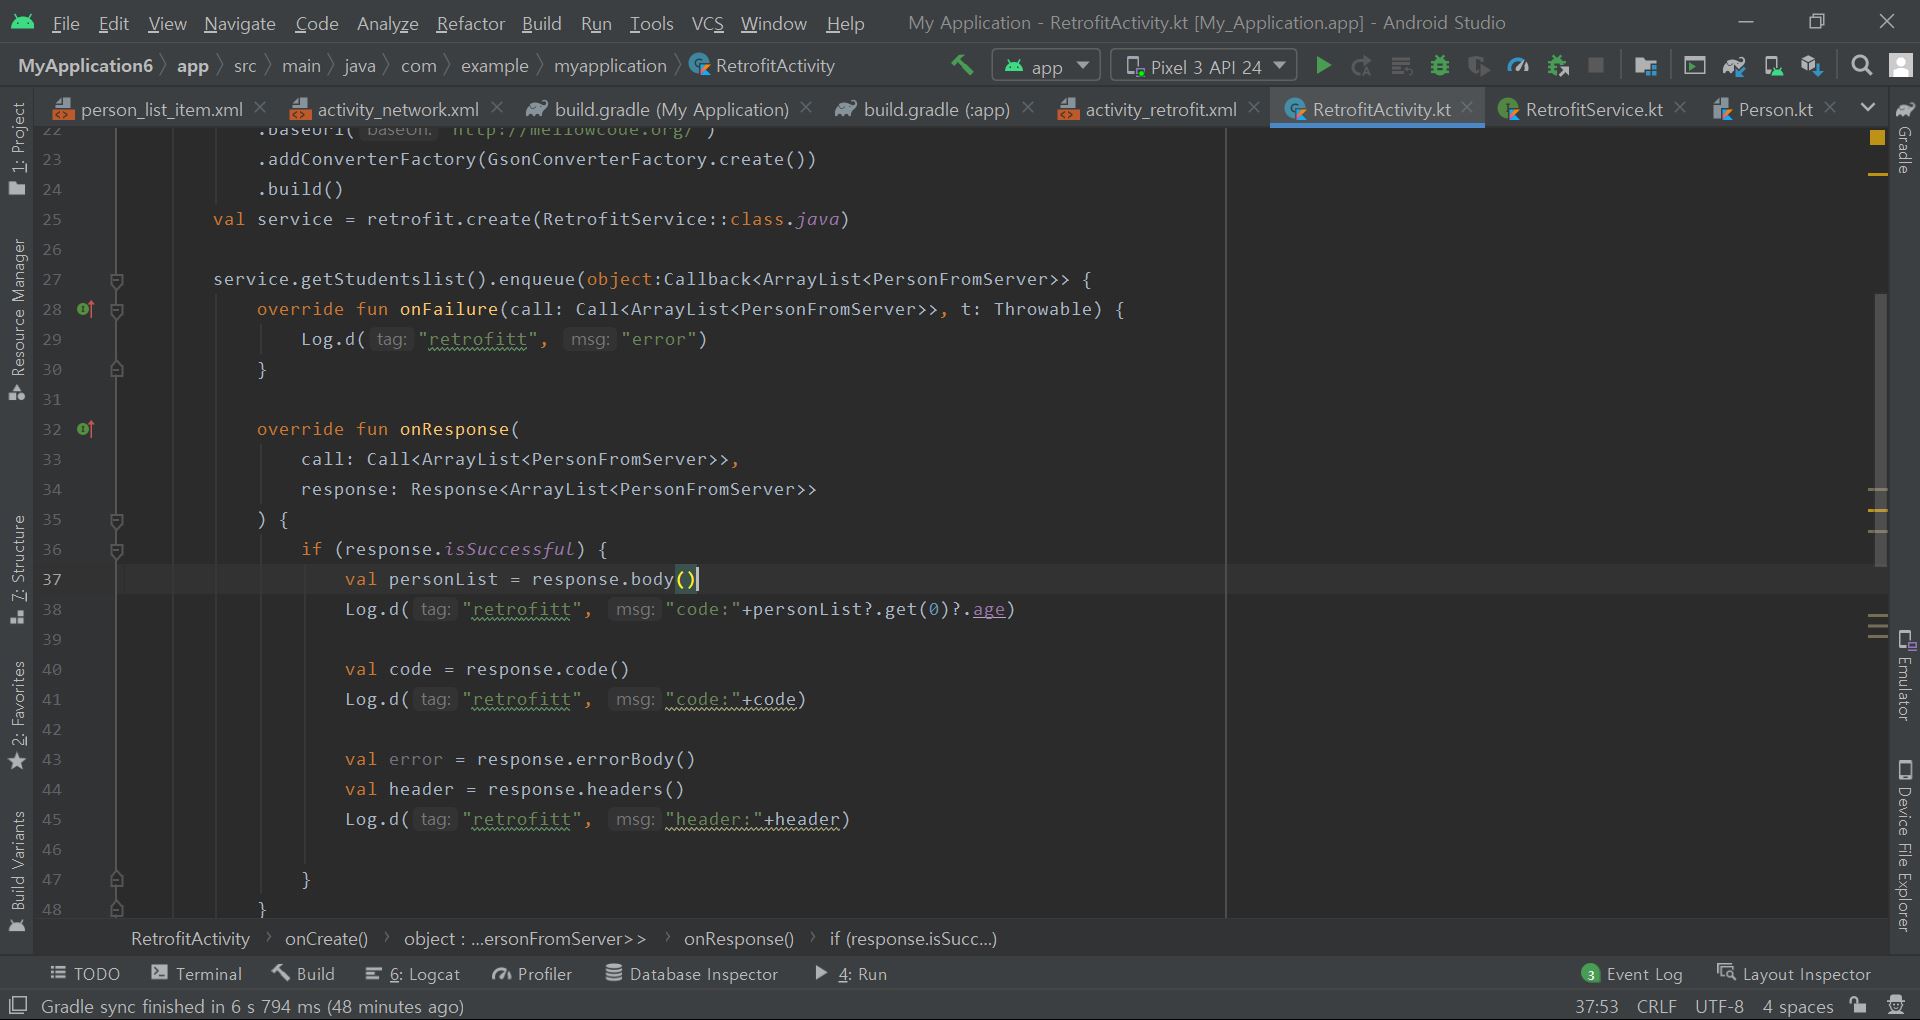 File Edit View Navigate Code Analyze Refactor Build Run Tools VCS Window Help My Application - RetrofitActivity.kt [My_Application.app] - Android Studio
MyApplication6 app src main java com example myapplication RetrofitActivity app Pixel 3 API 24
person_list_item.xml activity_network.xml build.gradle (My Application) build.gradle (:app) activity_retrofit.xml RetrofitActivity.kt RetrofitService.kt Person.kt
1: Project
Resource Manager
7: Structure
2: Favorites
Build Variants
22 .baseUrl( baseUrl: "http://mellowcode.org/")
23 .addConverterFactory(GsonConverterFactory.create())
24 .build()
25 val service = retrofit.create(RetrofitService::class.java)
26
27 service.getStudentslist().enqueue(object:Callback<ArrayList<PersonFromServer>> {
28 override fun onFailure(call: Call<ArrayList<PersonFromServer>>, t: Throwable) {
29 Log.d( tag: "retrofitt", msg: "error")
30 }
31
32 override fun onResponse(
33 call: Call<ArrayList<PersonFromServer>>,
34 response: Response<ArrayList<PersonFromServer>>
35 ) {
36 if (response.isSuccessful) {
37 val personList = response.body()
38 Log.d( tag: "retrofitt", msg: "code:"+personList?.get(0)?.age)
39
40 val code = response.code()
41 Log.d( tag: "retrofitt", msg: "code:"+code)
42
43 val error = response.errorBody()
44 val header = response.headers()
45 Log.d( tag: "retrofitt", msg: "header:"+header)
46
47 }
48 }
Gradle
Emulator
Device File Explorer
RetrofitActivity onCreate() object : ...ersonFromServer>> onResponse() if (response.isSucc...)
TODO Terminal Build 6: Logcat Profiler Database Inspector 4: Run 3 Event Log Layout Inspector
Gradle sync finished in 6 s 794 ms (48 minutes ago) 37:53 CRLF UTF-8 4 spaces